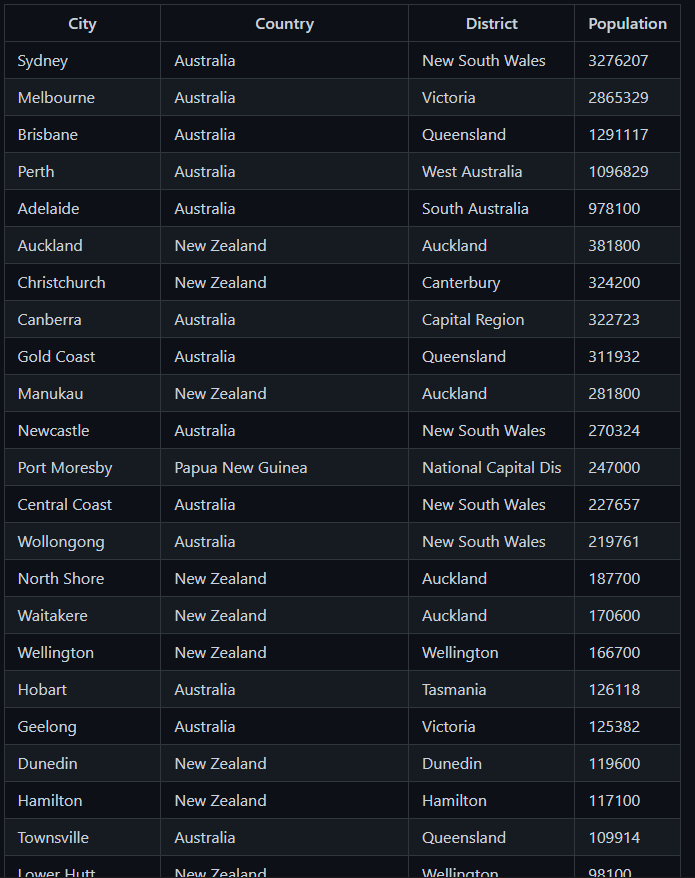 City Country District Population
Sydney Australia New South Wales 3276207
Melbourne Australia Victoria 2865329
Brisbane Australia Queensland 1291117
Perth Australia West Australia 1096829
Adelaide Australia South Australia 978100
Auckland New Zealand Auckland 381800
Christchurch New Zealand Canterbury 324200
Canberra Australia Capital Region 322723
Gold Coast Australia Queensland 311932
Manukau New Zealand Auckland 281800
Newcastle Australia New South Wales 270324
Port Moresby Papua New Guinea National Capital Dis 247000
Central Coast Australia New South Wales 227657
Wollongong Australia New South Wales 219761
North Shore New Zealand Auckland 187700
Waitakere New Zealand Auckland 170600
Wellington New Zealand Wellington 166700
Hobart Australia Tasmania 126118
Geelong Australia Victoria 125382
Dunedin New Zealand Dunedin 119600
Hamilton New Zealand Hamilton 117100
Townsville Australia Queensland 109914
Lower Hutt New Zealand Wellington 98100